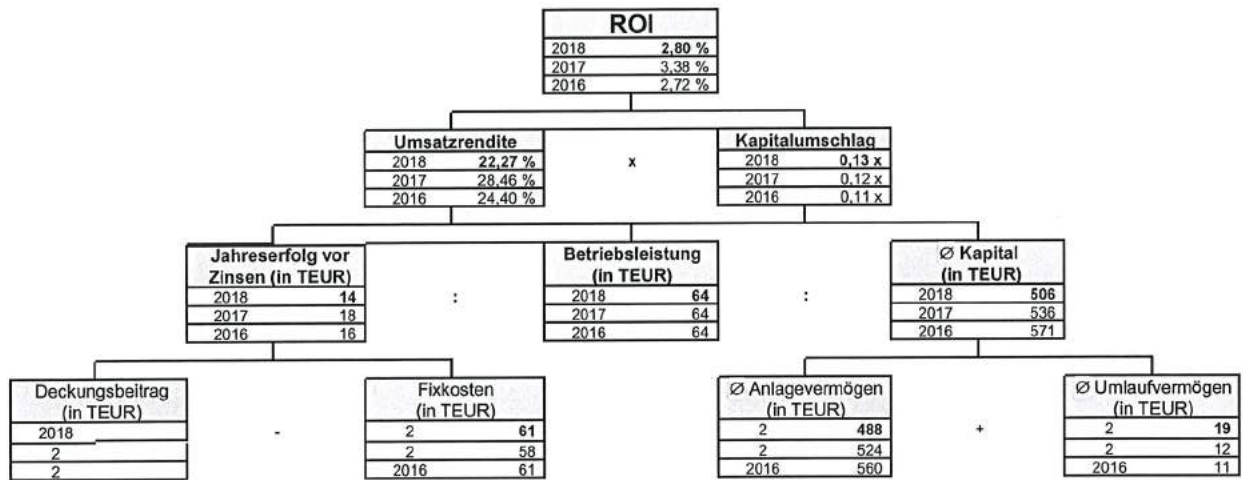 ROI
2018 2,80 %
2017 3,38 %
2016 2,72 %
Umsatzrendite
2018 22,27 %
2017 28,46 %
2016 24,40 %
x
Kapitalumschlag
2018 0,13 x
2017 0,12 x
2016 0,11 x
Jahreserfolg vor
Zinsen (in TEUR)
2018 14
2017 18
2016 16
:
Betriebsleistung
(in TEUR)
2018 64
2017 64
2016 64
:
Ø Kapital
(in TEUR)
2018 506
2017 536
2016 571
Deckungsbeitrag
(in TEUR)
2018
2
2
-
Fixkosten
(in TEUR)
2 61
2 58
2016 61
Ø Anlagevermögen
(in TEUR)
2 488
2 524
2016 560
+
Ø Umlaufvermögen
(in TEUR)
2 19
2 12
2016 11